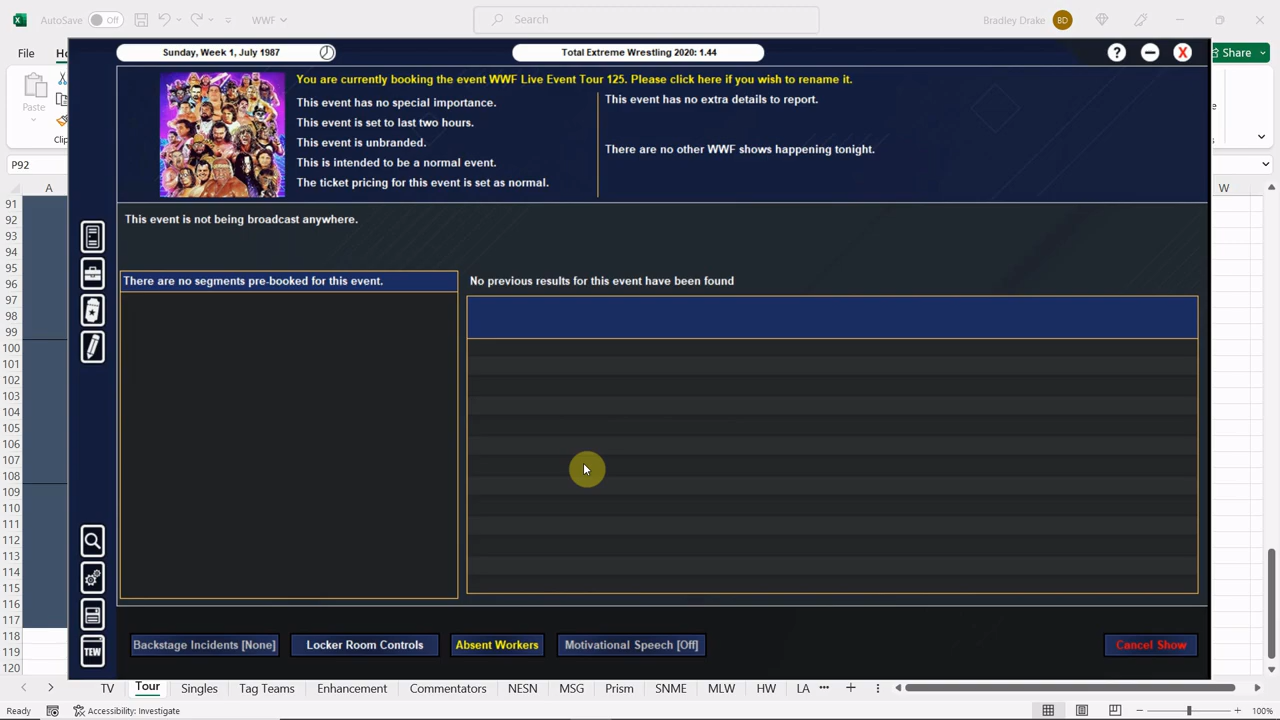 AutoSave Off WWF Search Bradley Drake BD
File Ho Share
Sunday, Week 1, July 1987 Total Extreme Wrestling 2020: 1.44 ? X
You are currently booking the event WWF Live Event Tour 125. Please click here if you wish to rename it.
This event has no special importance.
This event is set to last two hours.
This event is unbranded.
This is intended to be a normal event.
The ticket pricing for this event is set as normal.
This event has no extra details to report.
There are no other WWF shows happening tonight.
Paste
Clip
P92
A W
This event is not being broadcast anywhere.
There are no segments pre-booked for this event.
No previous results for this event have been found
91
92
93
94
95
96
97
98
99
100
101
102
103
104
105
106
107
108
109
110
111
112
113
114
115
116
117
118
119
120
TEW
Backstage Incidents [None] Locker Room Controls Absent Workers Motivational Speech [Off] Cancel Show
TV Tour Singles Tag Teams Enhancement Commentators NESN MSG Prism SNME MLW HW LA
Ready Accessibility: Investigate 100%